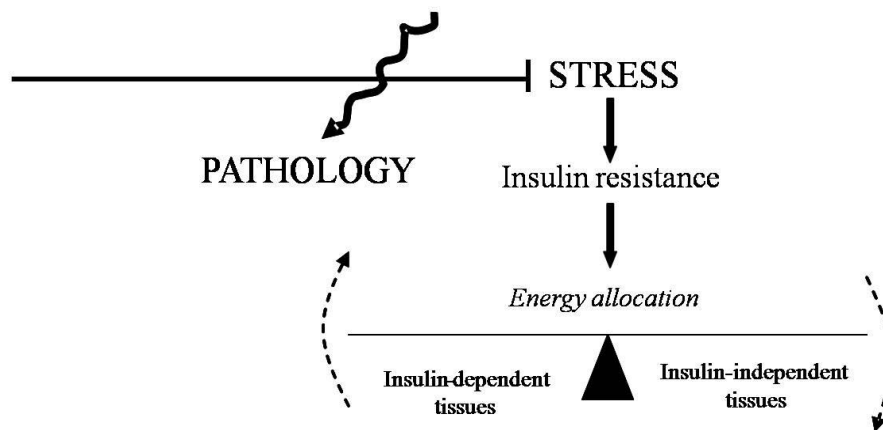 STRESS
PATHOLOGY
Insulin resistance
Energy allocation
Insulin-dependent
tissues
Insulin-independent
tissues